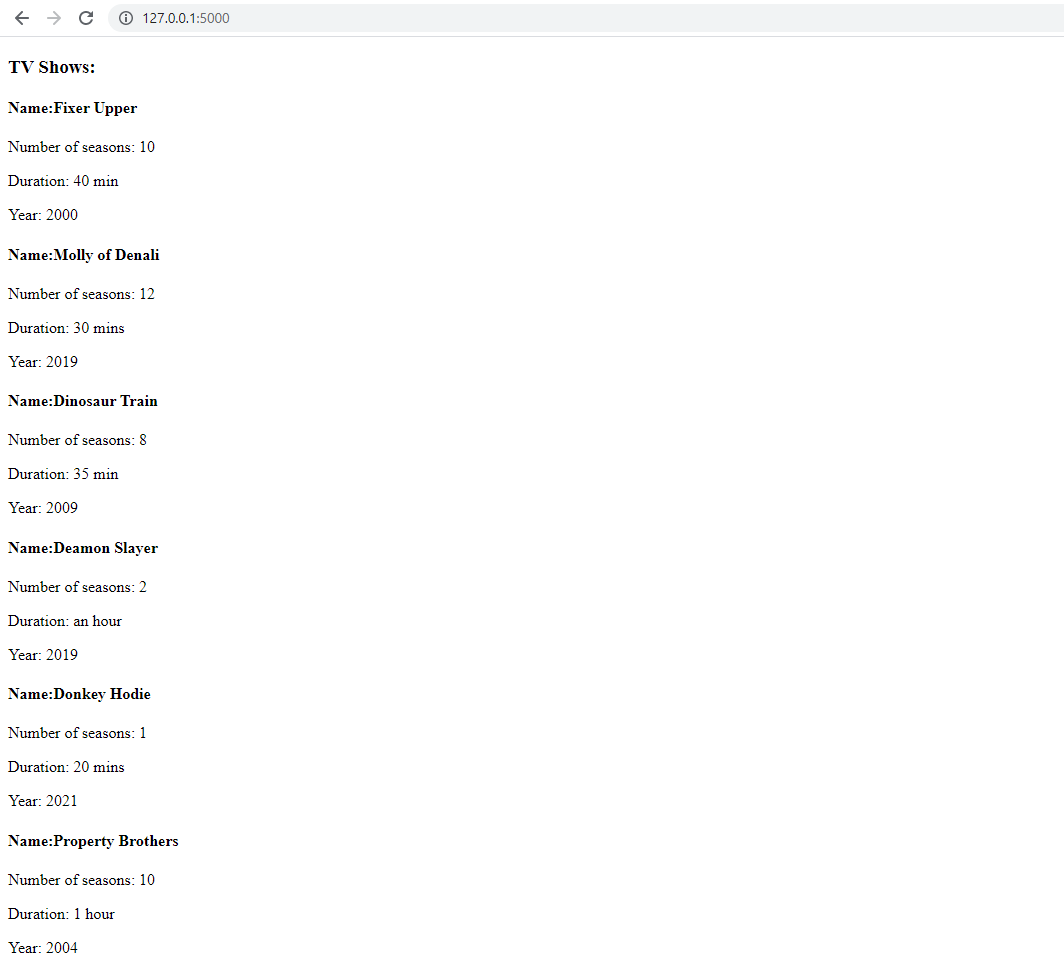 127.0.0.1:5000
TV Shows:
Name:Fixer Upper
Number of seasons: 10
Duration: 40 min
Year: 2000
Name:Molly of Denali
Number of seasons: 12
Duration: 30 mins
Year: 2019
Name:Dinosaur Train
Number of seasons: 8
Duration: 35 min
Year: 2009
Name:Deamon Slayer
Number of seasons: 2
Duration: an hour
Year: 2019
Name:Donkey Hodie
Number of seasons: 1
Duration: 20 mins
Year: 2021
Name:Property Brothers
Number of seasons: 10
Duration: 1 hour
Year: 2004